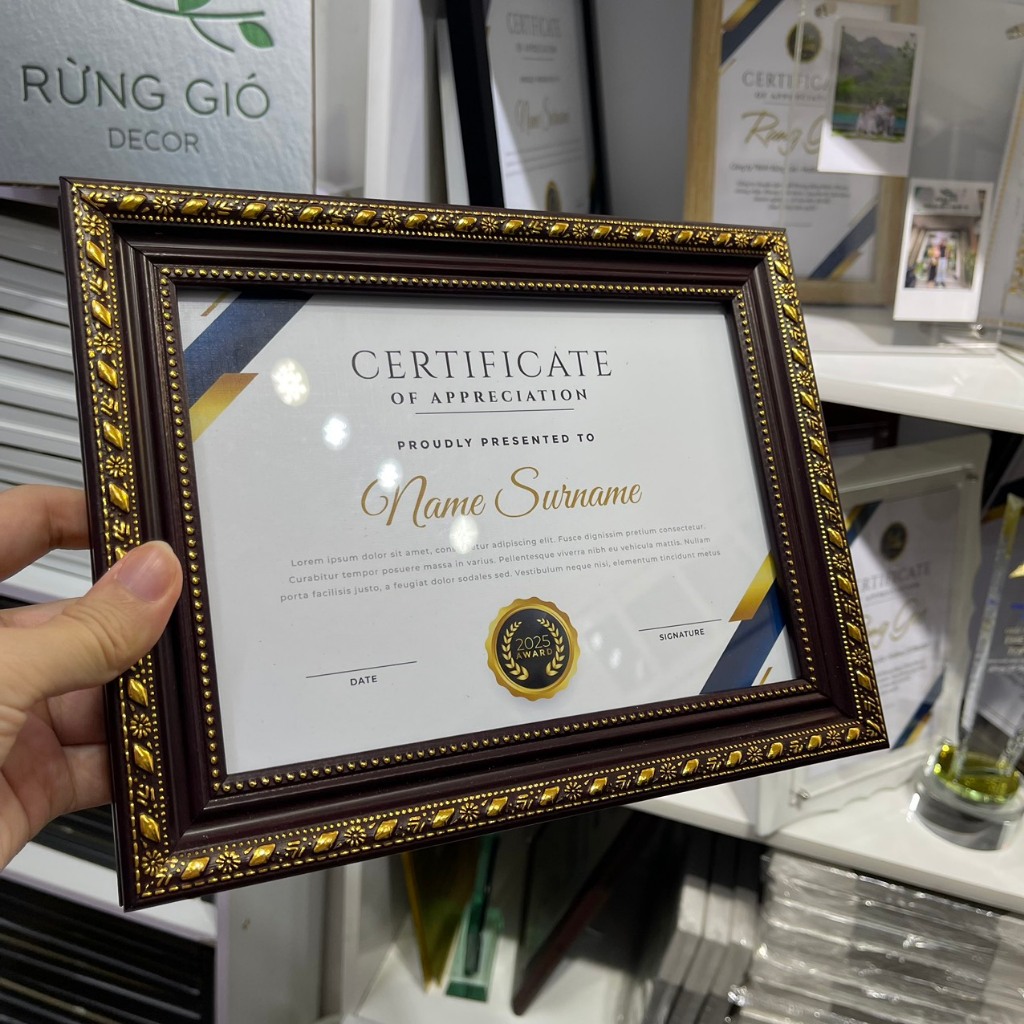 RỪNG GIÓ
DECOR
CERTIFICATE
OF APPRECIATION
PROUDLY PRESENTED TO
Name Surname
Lorem ipsum dolor sit amet, consectetur adipiscing elit. Fusce dignissim pretium consectetur.
Curabitur tempor posuere massa in varius. Pellentesque viverra nibh eu vehicula mattis. Nullam
porta facilisis justo, a feugiat dolor sodales sed. Vestibulum neque nisi, elementum tincidunt metus
2025
AWARD
DATE
SIGNATURE
CERTIFICATE
OF APPRECIATION
Name Surname